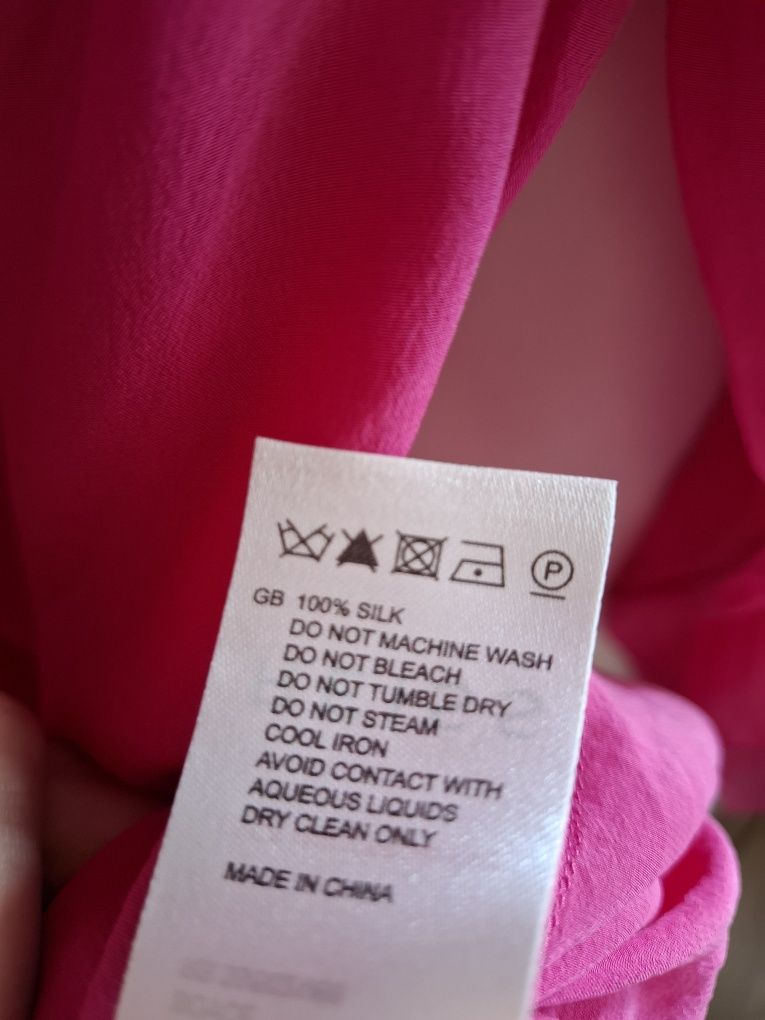 P
GB 100% SILK
DO NOT MACHINE WASH
DO NOT BLEACH
DO NOT TUMBLE DRY
DO NOT STEAM
COOL IRON
AVOID CONTACT WITH
AQUEOUS LIQUIDS
DRY CLEAN ONLY
MADE IN CHINA